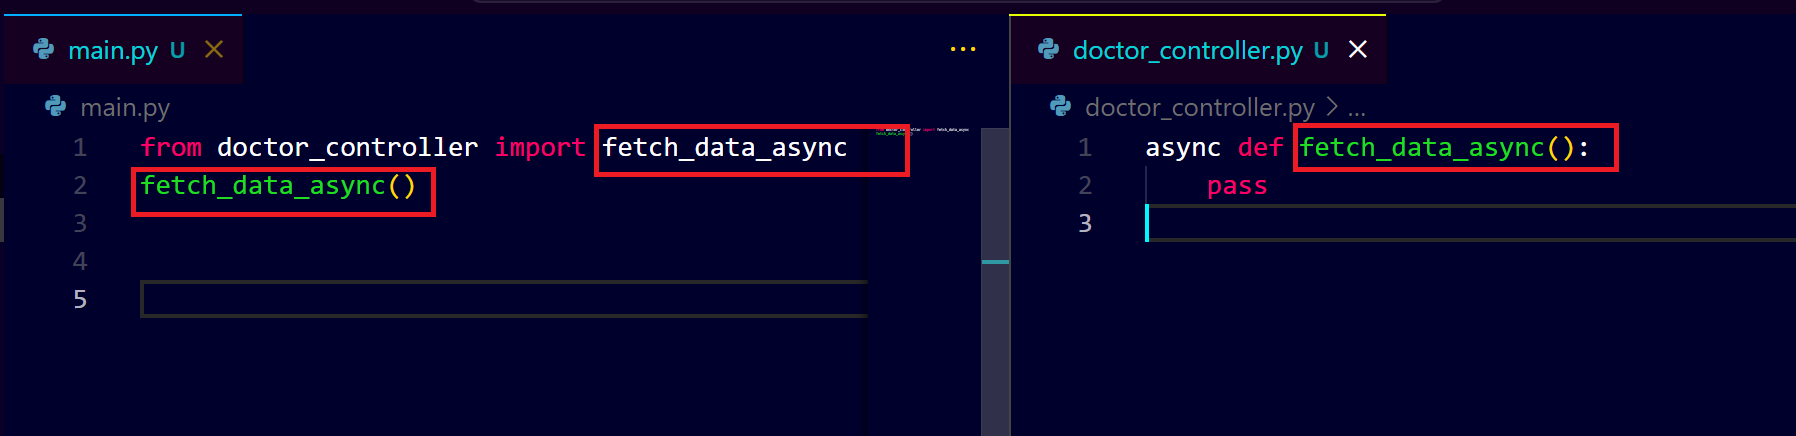 main.py U
main.py
1 from doctor_controller import fetch_data_async
2 fetch_data_async()
3
4
5
doctor_controller.py U
doctor_controller.py > ...
1 async def fetch_data_async():
2     pass
3